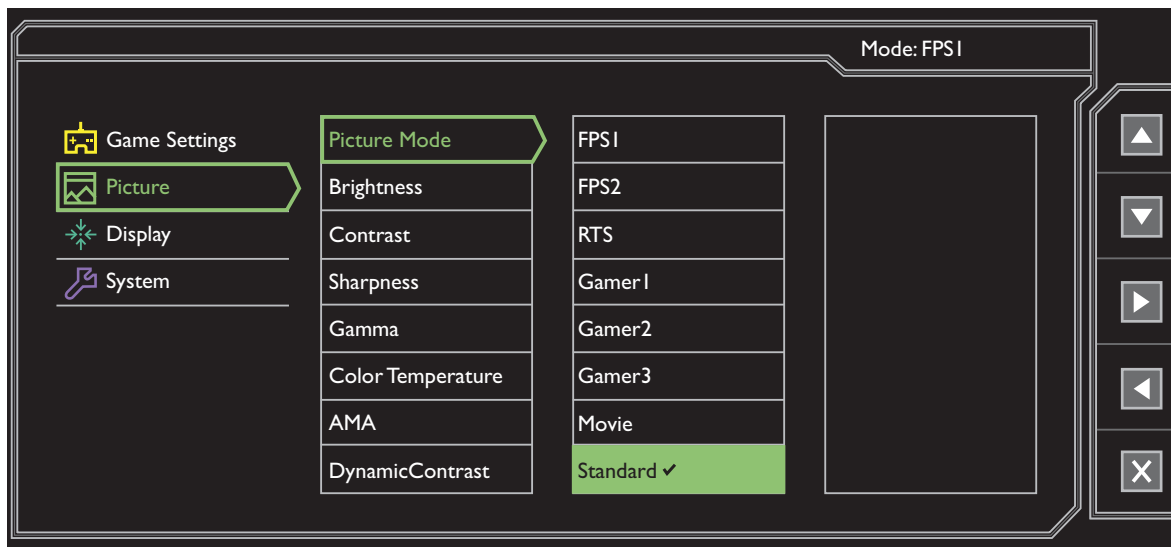 Mode: FPS1
Game Settings
Picture
Display
System
Picture Mode
Brightness
Contrast
Sharpness
Gamma
Color Temperature
AMA
DynamicContrast
FPS1
FPS2
RTS
Gamer1
Gamer2
Gamer3
Movie
Standard ✔